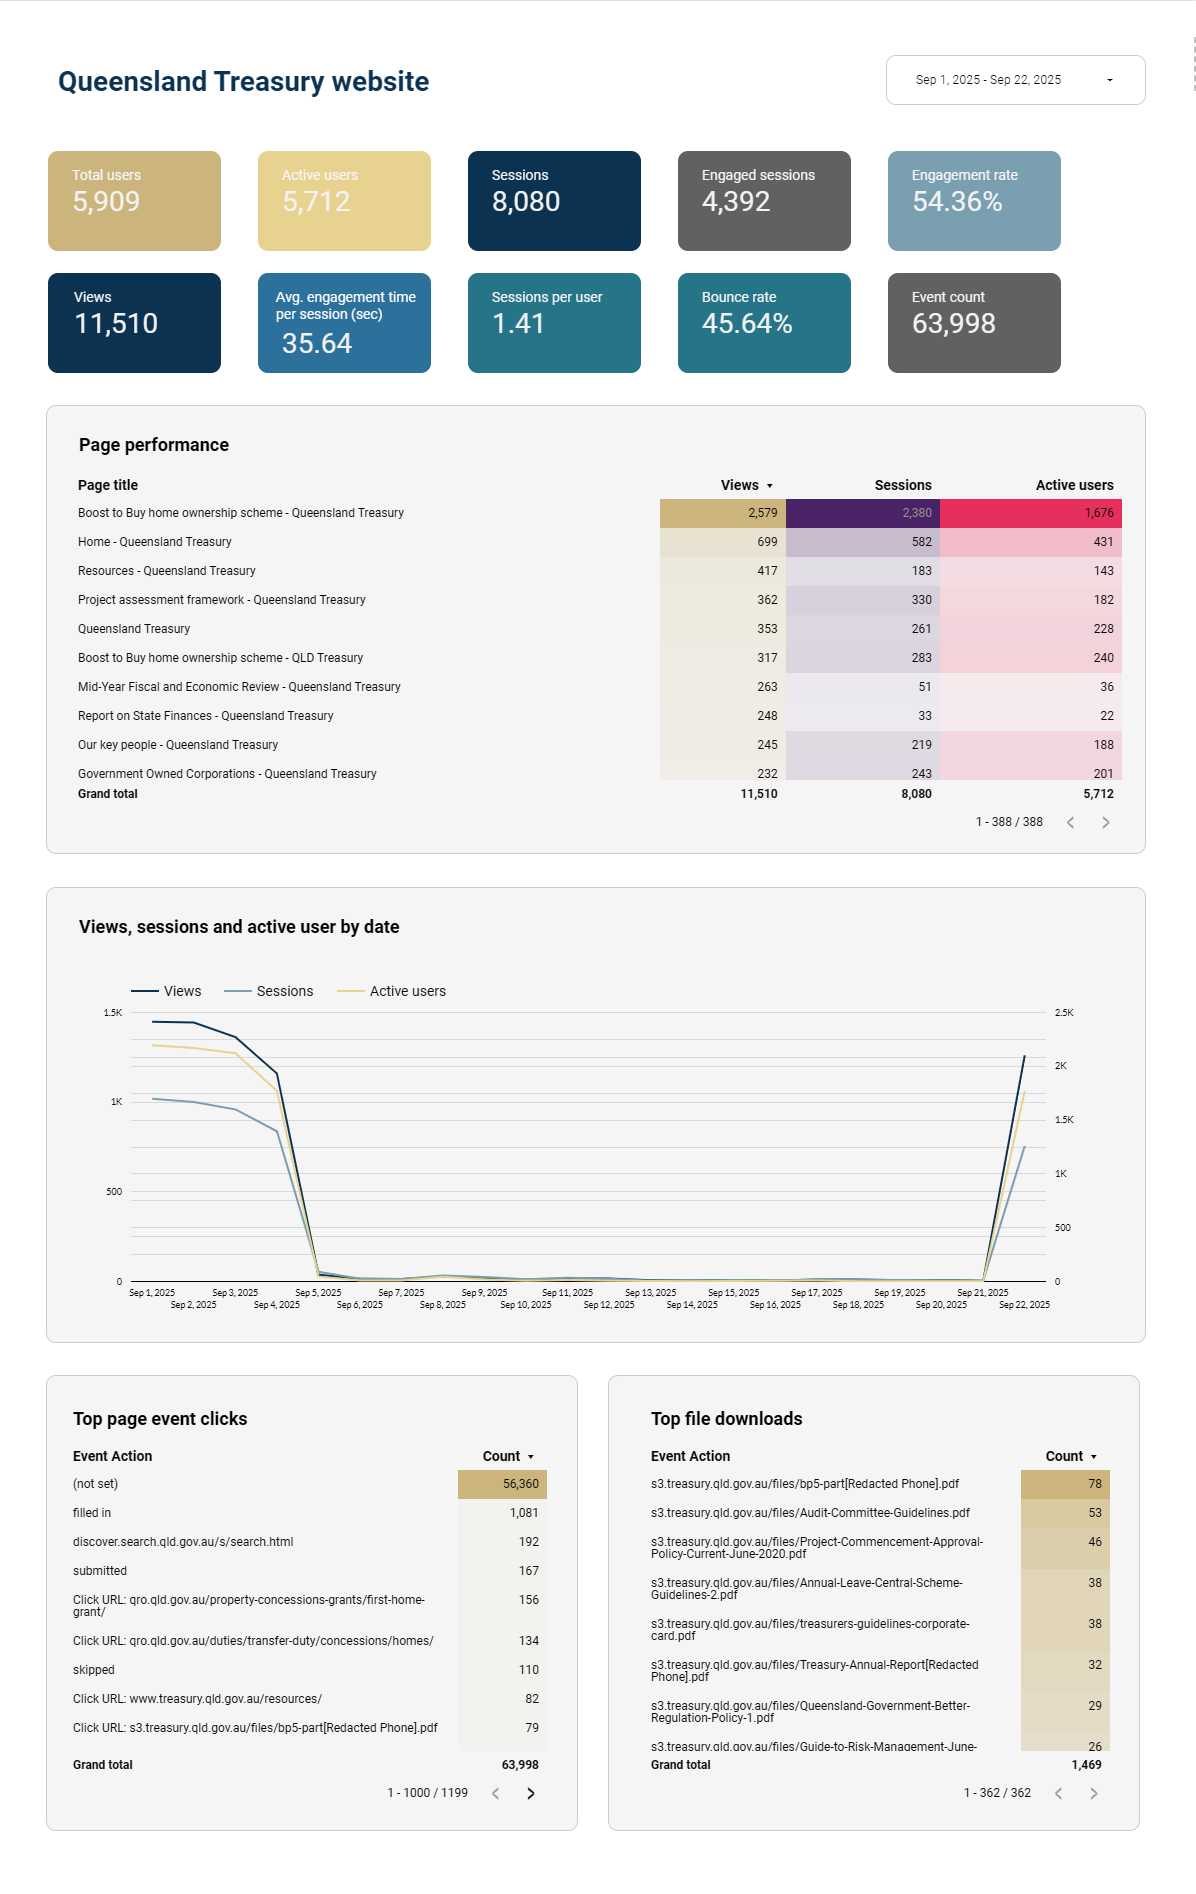 Queensland Treasury website
Sep 1, 2025 - Sep 22, 2025
Total users
5,909
Active users
5,712
Sessions
8,080
Engaged sessions
4,392
Engagement rate
54.36%
Views
11,510
Avg. engagement time
per session (sec)
35.64
Sessions per user
1.41
Bounce rate
45.64%
Event count
63,998
Page performance
Page title Views Sessions Active users
Boost to Buy home ownership scheme - Queensland Treasury 2,579 2,380 1,676
Home - Queensland Treasury 699 582 431
Resources - Queensland Treasury 417 183 143
Project assessment framework - Queensland Treasury 362 330 182
Queensland Treasury 353 261 228
Boost to Buy home ownership scheme - QLD Treasury 317 283 240
Mid-Year Fiscal and Economic Review - Queensland Treasury 263 51 36
Report on State Finances - Queensland Treasury 248 33 22
Our key people - Queensland Treasury 245 219 188
Government Owned Corporations - Queensland Treasury 232 243 201
Grand total 11,510 8,080 5,712
1 - 388 / 388
Views, sessions and active user by date
Views Sessions Active users
1.5K 2.5K
2K
1K
1.5K
1K
500
500
0 0
Sep 1, 2025 Sep 3, 2025 Sep 5, 2025 Sep 7, 2025 Sep 9, 2025 Sep 11, 2025 Sep 13, 2025 Sep 15, 2025 Sep 17, 2025 Sep 19, 2025 Sep 21, 2025
Sep 2, 2025 Sep 4, 2025 Sep 6, 2025 Sep 8, 2025 Sep 10, 2025 Sep 12, 2025 Sep 14, 2025 Sep 16, 2025 Sep 18, 2025 Sep 20, 2025 Sep 22, 2025
Top page event clicks
Event Action Count
(not set) 56,360
filled in 1,081
discover.search.qld.gov.au/s/search.html 192
submitted 167
Click URL: qro.qld.gov.au/property-concessions-grants/first-home- 156
grant/
Click URL: qro.qld.gov.au/duties/transfer-duty/concessions/homes/ 134
skipped 110
Click URL: www.treasury.qld.gov.au/resources/ 82
Click URL: s3.treasury.qld.gov.au/files/bp5-part[Redacted Phone].pdf 79
Grand total 63,998
1 - 1000 / 1199
Top file downloads
Event Action Count
s3.treasury.qld.gov.au/files/bp5-part[Redacted Phone].pdf 78
s3.treasury.qld.gov.au/files/Audit-Committee-Guidelines.pdf 53
s3.treasury.qld.gov.au/files/Project-Commencement-Approval- 46
Policy-Current-June-2020.pdf
s3.treasury.qld.gov.au/files/Annual-Leave-Central-Scheme- 38
Guidelines-2.pdf
s3.treasury.qld.gov.au/files/treasurers-guidelines-corporate- 38
card.pdf
s3.treasury.qld.gov.au/files/Treasury-Annual-Report[Redacted 32
Phone].pdf
s3.treasury.qld.gov.au/files/Queensland-Government-Better- 29
Regulation-Policy-1.pdf
s3.treasury.qld.gov.au/files/Guide-to-Risk-Management-June- 26
Grand total 1,469
1 - 362 / 362